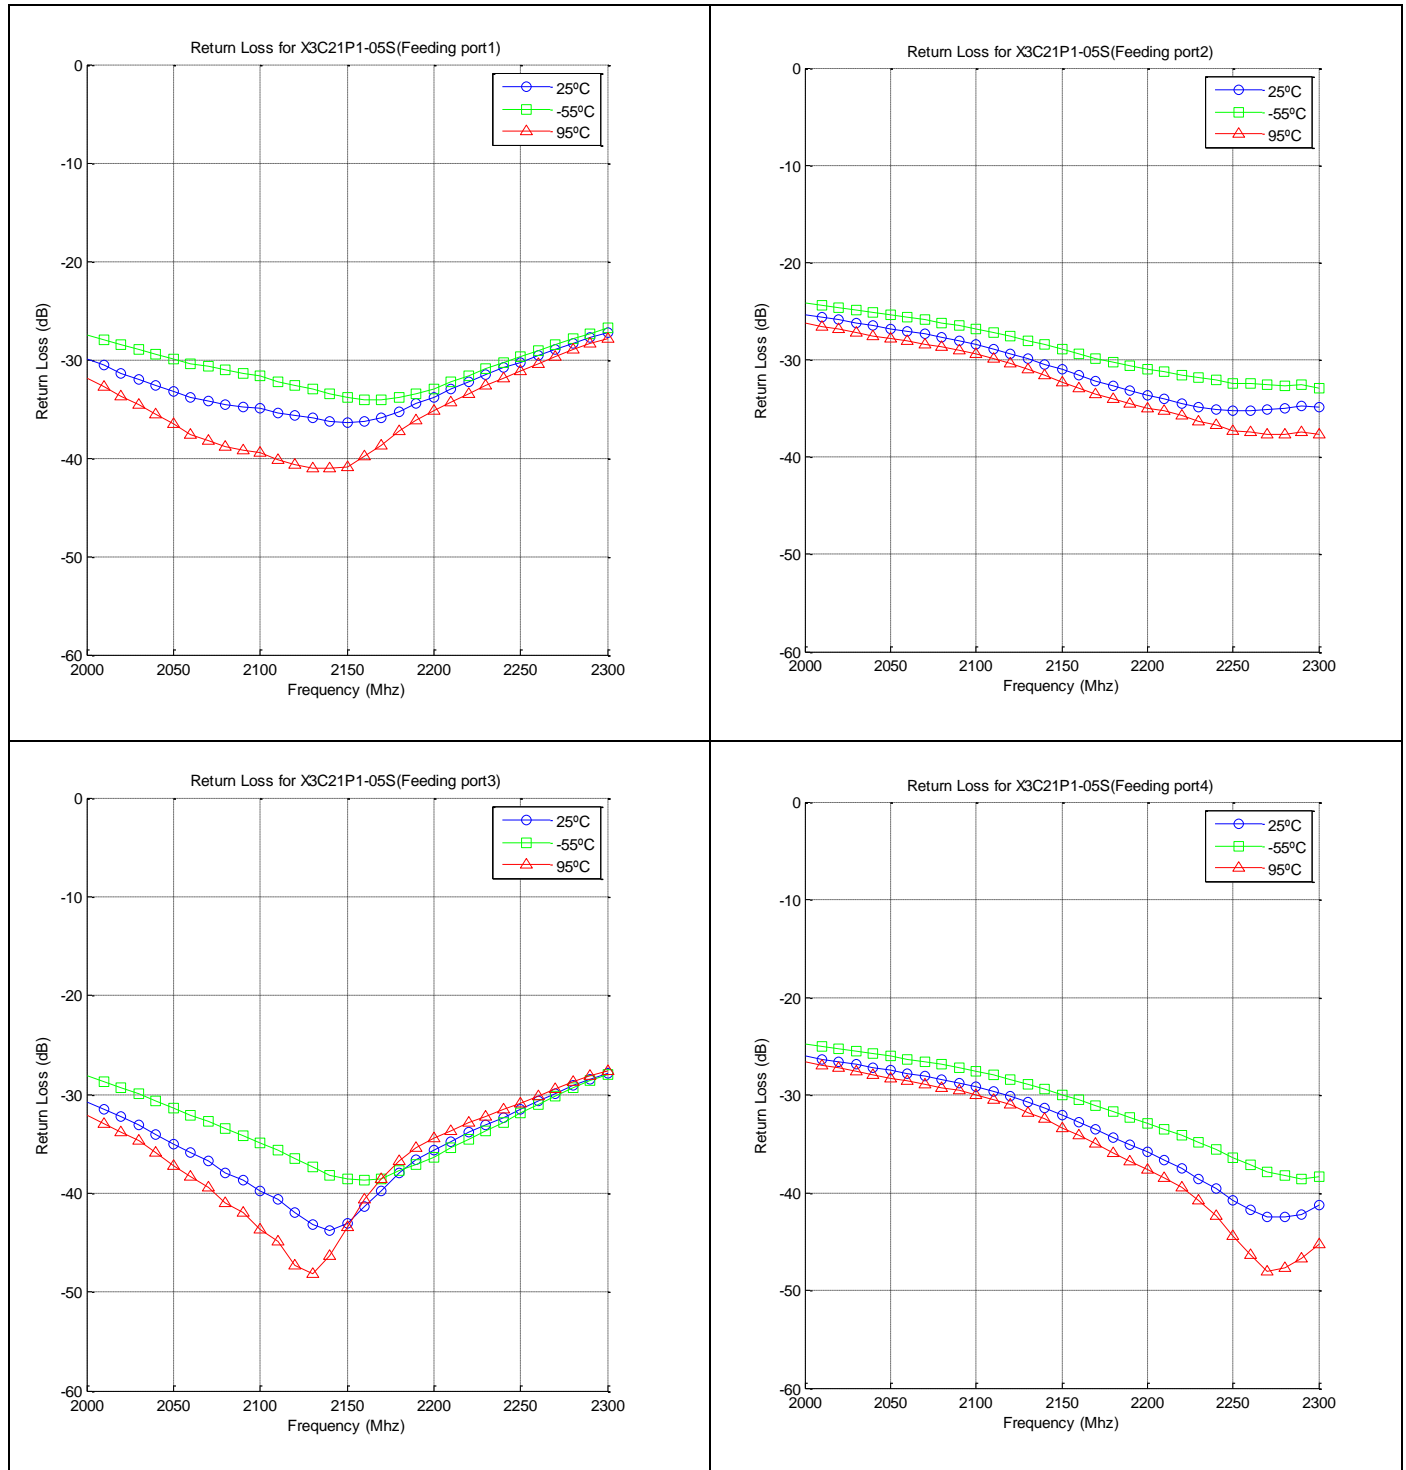 Return Loss for X3C21P1-05S(Feeding port1)
0
-10
-20
-30
-40
-50
-60
Return Loss (dB)
25ºC
-55ºC
95ºC
2000 2050 2100 2150 2200 2250 2300
Frequency (Mhz)
Return Loss for X3C21P1-05S(Feeding port2)
0
-10
-20
-30
-40
-50
-60
Return Loss (dB)
25ºC
-55ºC
95ºC
2000 2050 2100 2150 2200 2250 2300
Frequency (Mhz)
Return Loss for X3C21P1-05S(Feeding port3)
0
-10
-20
-30
-40
-50
-60
Return Loss (dB)
25ºC
-55ºC
95ºC
2000 2050 2100 2150 2200 2250 2300
Frequency (Mhz)
Return Loss for X3C21P1-05S(Feeding port4)
0
-10
-20
-30
-40
-50
-60
Return Loss (dB)
25ºC
-55ºC
95ºC
2000 2050 2100 2150 2200 2250 2300
Frequency (Mhz)